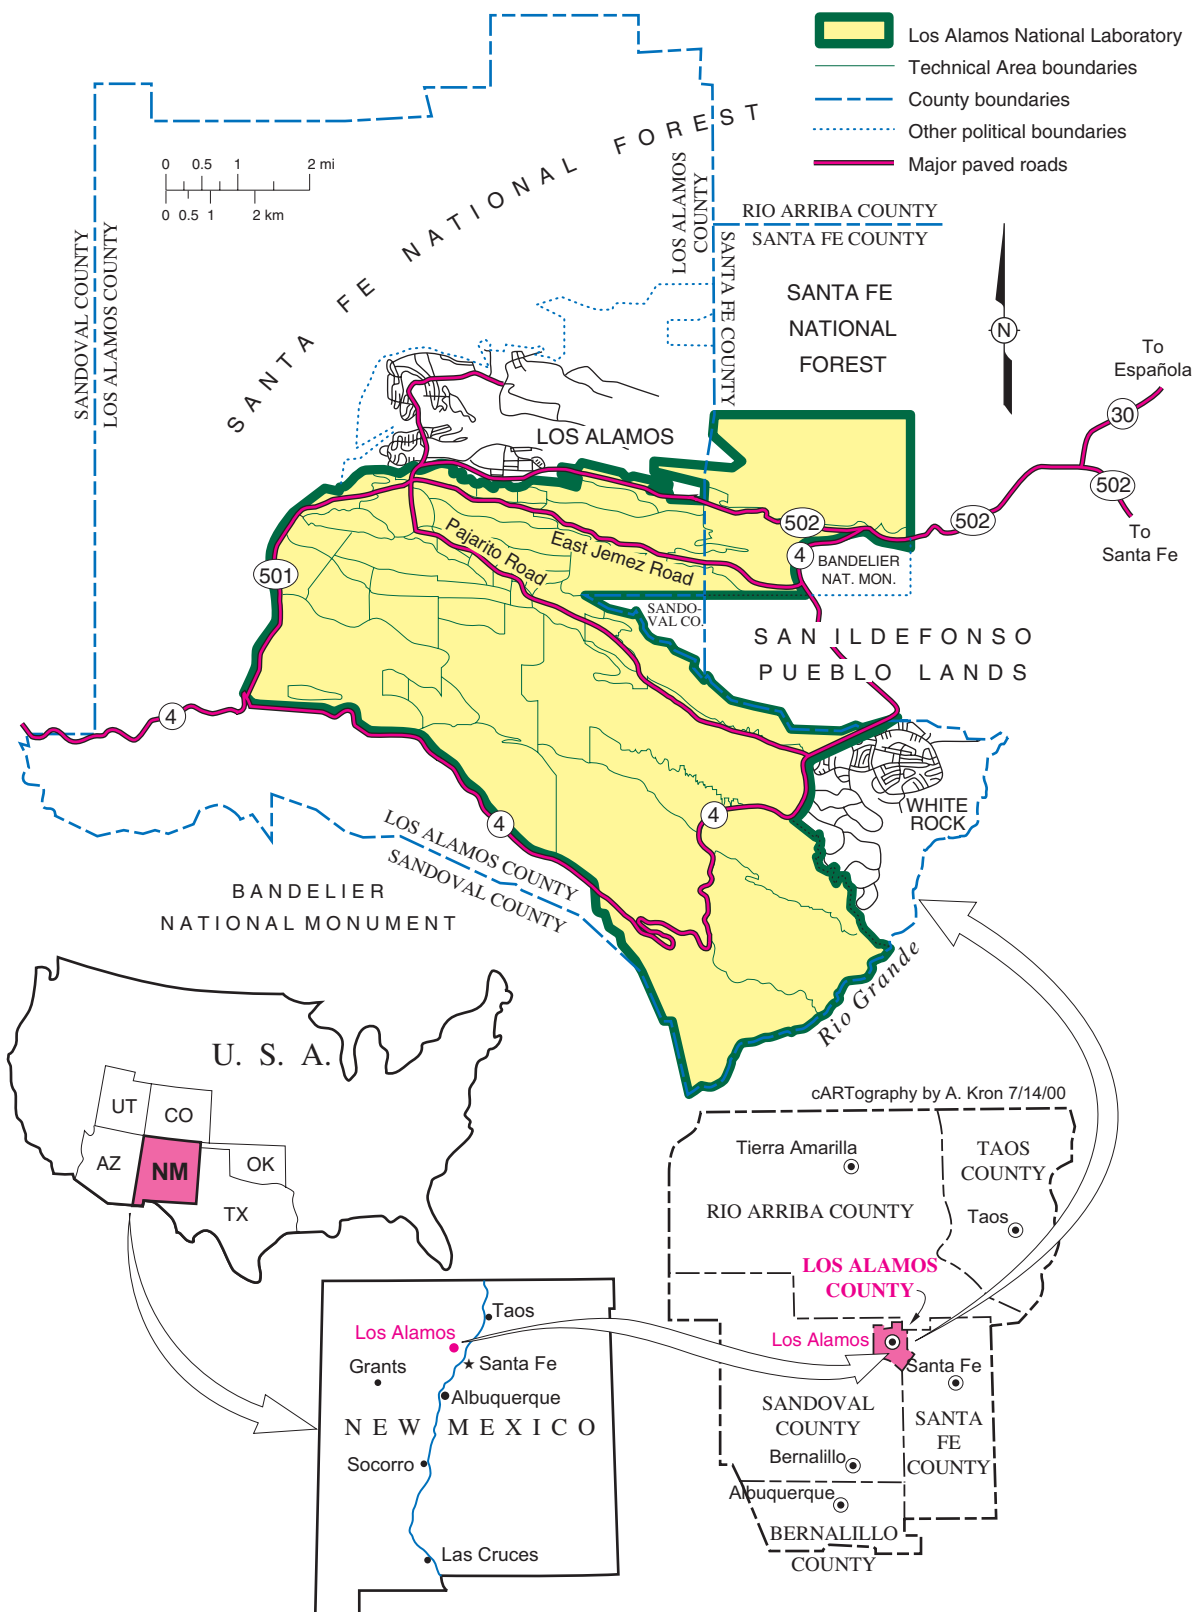 Los Alamos National Laboratory
Technical Area boundaries
County boundaries
Other political boundaries
Major paved roads
0 0.5 1 2 mi
0 0.5 1 2 km
SANTA FE NATIONAL FOREST
SANDOVAL COUNTY
LOS ALAMOS COUNTY
LOS ALAMOS
COUNTY
SANTA FE COUNTY
RIO ARRIBA COUNTY
SANTA FE COUNTY
SANTA FE
NATIONAL
FOREST
N
To
Española
30
502
To
Santa Fe
502
502
LOS ALAMOS
Pajarito Road
East Jemez Road
4
BANDELIER
NAT. MON.
501
SANDO-
VAL CO.
SAN ILDEFONSO
PUEBLO LANDS
4
4
4
WHITE
ROCK
LOS ALAMOS COUNTY
SANDOVAL COUNTY
BANDELIER
NATIONAL MONUMENT
Rio Grande
U. S. A.
UT
CO
AZ
NM
OK
TX
cARTography by A. Kron 7/14/00
Tierra Amarilla
TAOS
COUNTY
RIO ARRIBA COUNTY
Taos
LOS ALAMOS
COUNTY
Los Alamos
Santa Fe
SANDOVAL
COUNTY
SANTA
FE
COUNTY
Bernalillo
Albuquerque
BERNALILLO
COUNTY
Taos
Los Alamos
Santa Fe
Grants
Albuquerque
NEW MEXICO
Socorro
Las Cruces